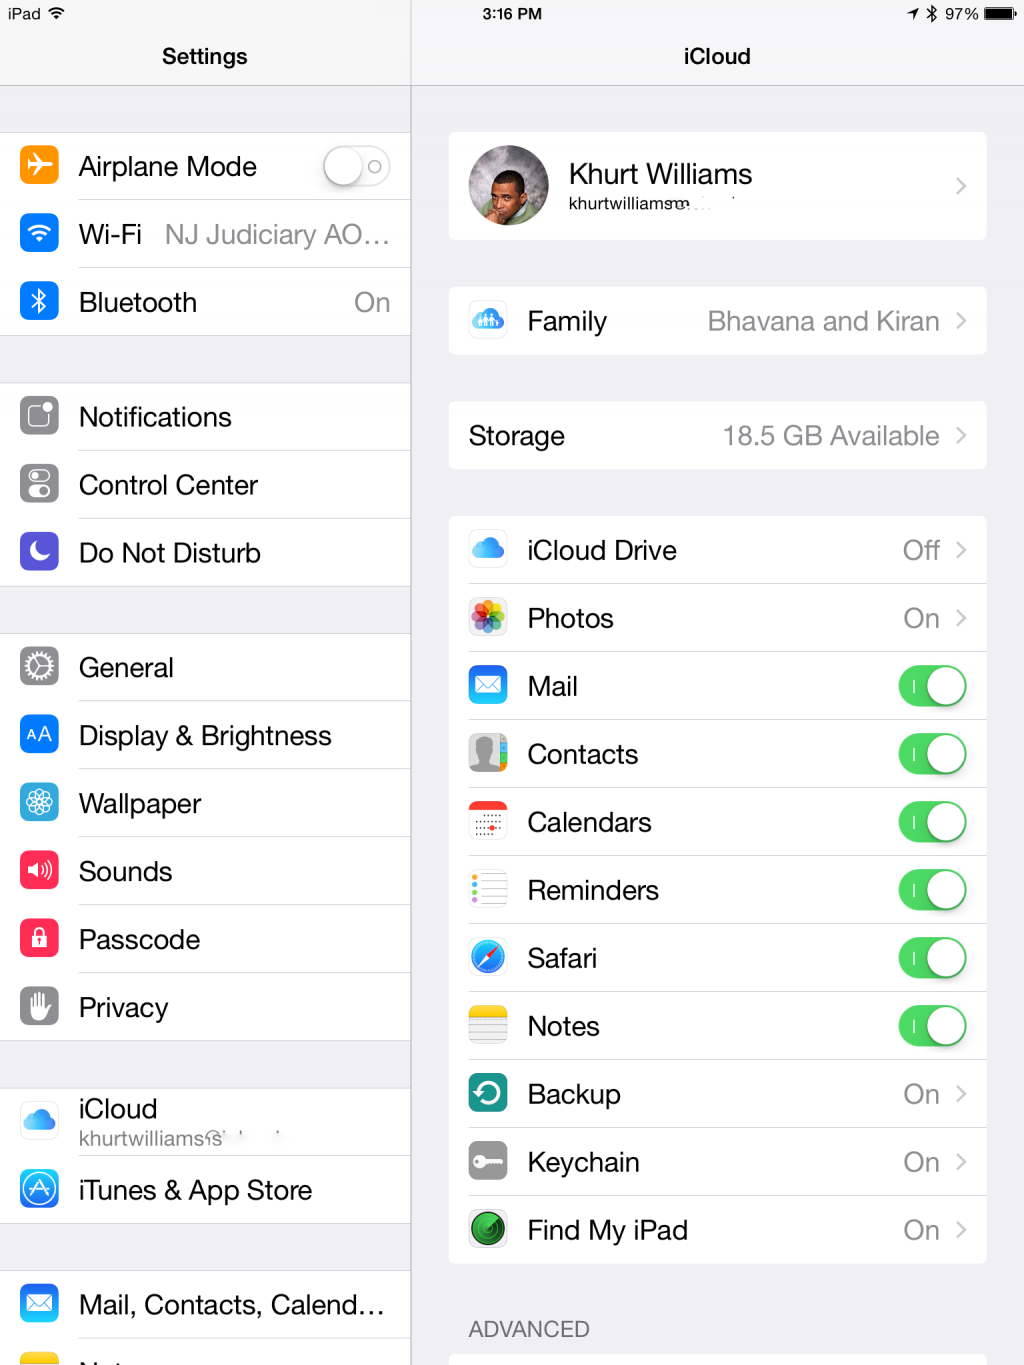 iPad
3:16 PM
97%
Settings
Airplane Mode
Wi-Fi NJ Judiciary AO...
Bluetooth On
Notifications
Control Center
Do Not Disturb
General
AA Display & Brightness
Wallpaper
Sounds
Passcode
Privacy
iCloud
khurtwilliams
iTunes & App Store
Mail, Contacts, Calend...
iCloud
Khurt Williams
khurtwilliams
Family Bhavana and Kiran
Storage 18.5 GB Available
iCloud Drive Off
Photos On
Mail
Contacts
Calendars
Reminders
Safari
Notes
Backup On
Keychain On
Find My iPad On
ADVANCED